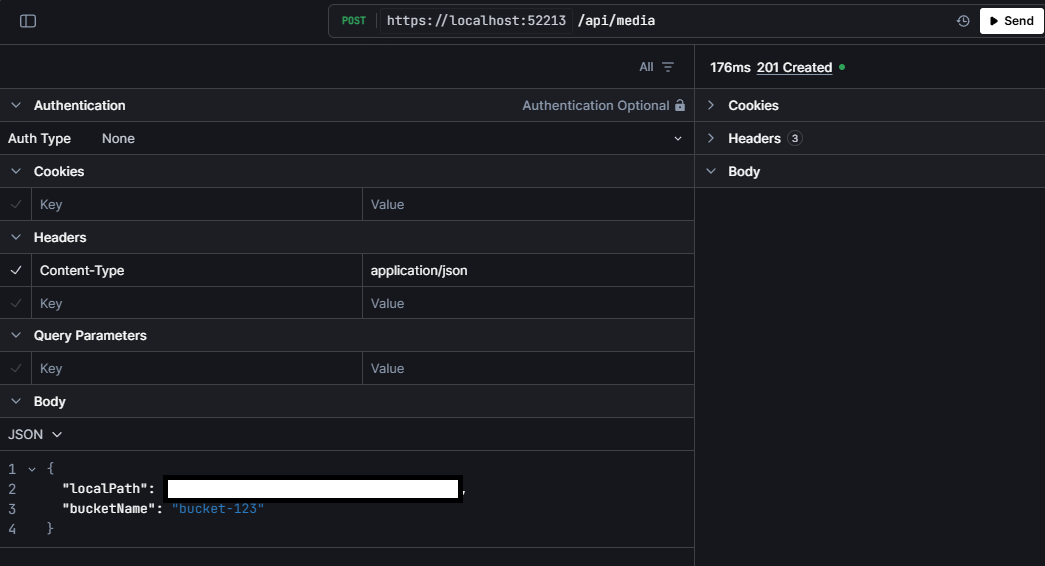 POST https://localhost:52213 /api/media Send
All
176ms 201 Created
Authentication Authentication Optional
Cookies
Auth Type None
Headers 3
Cookies
Body
Key Value
Headers
Content-Type application/json
Key Value
Query Parameters
Key Value
Body
JSON
1 {
2 "localPath": ,
3 "bucketName": "bucket-123"
4 }